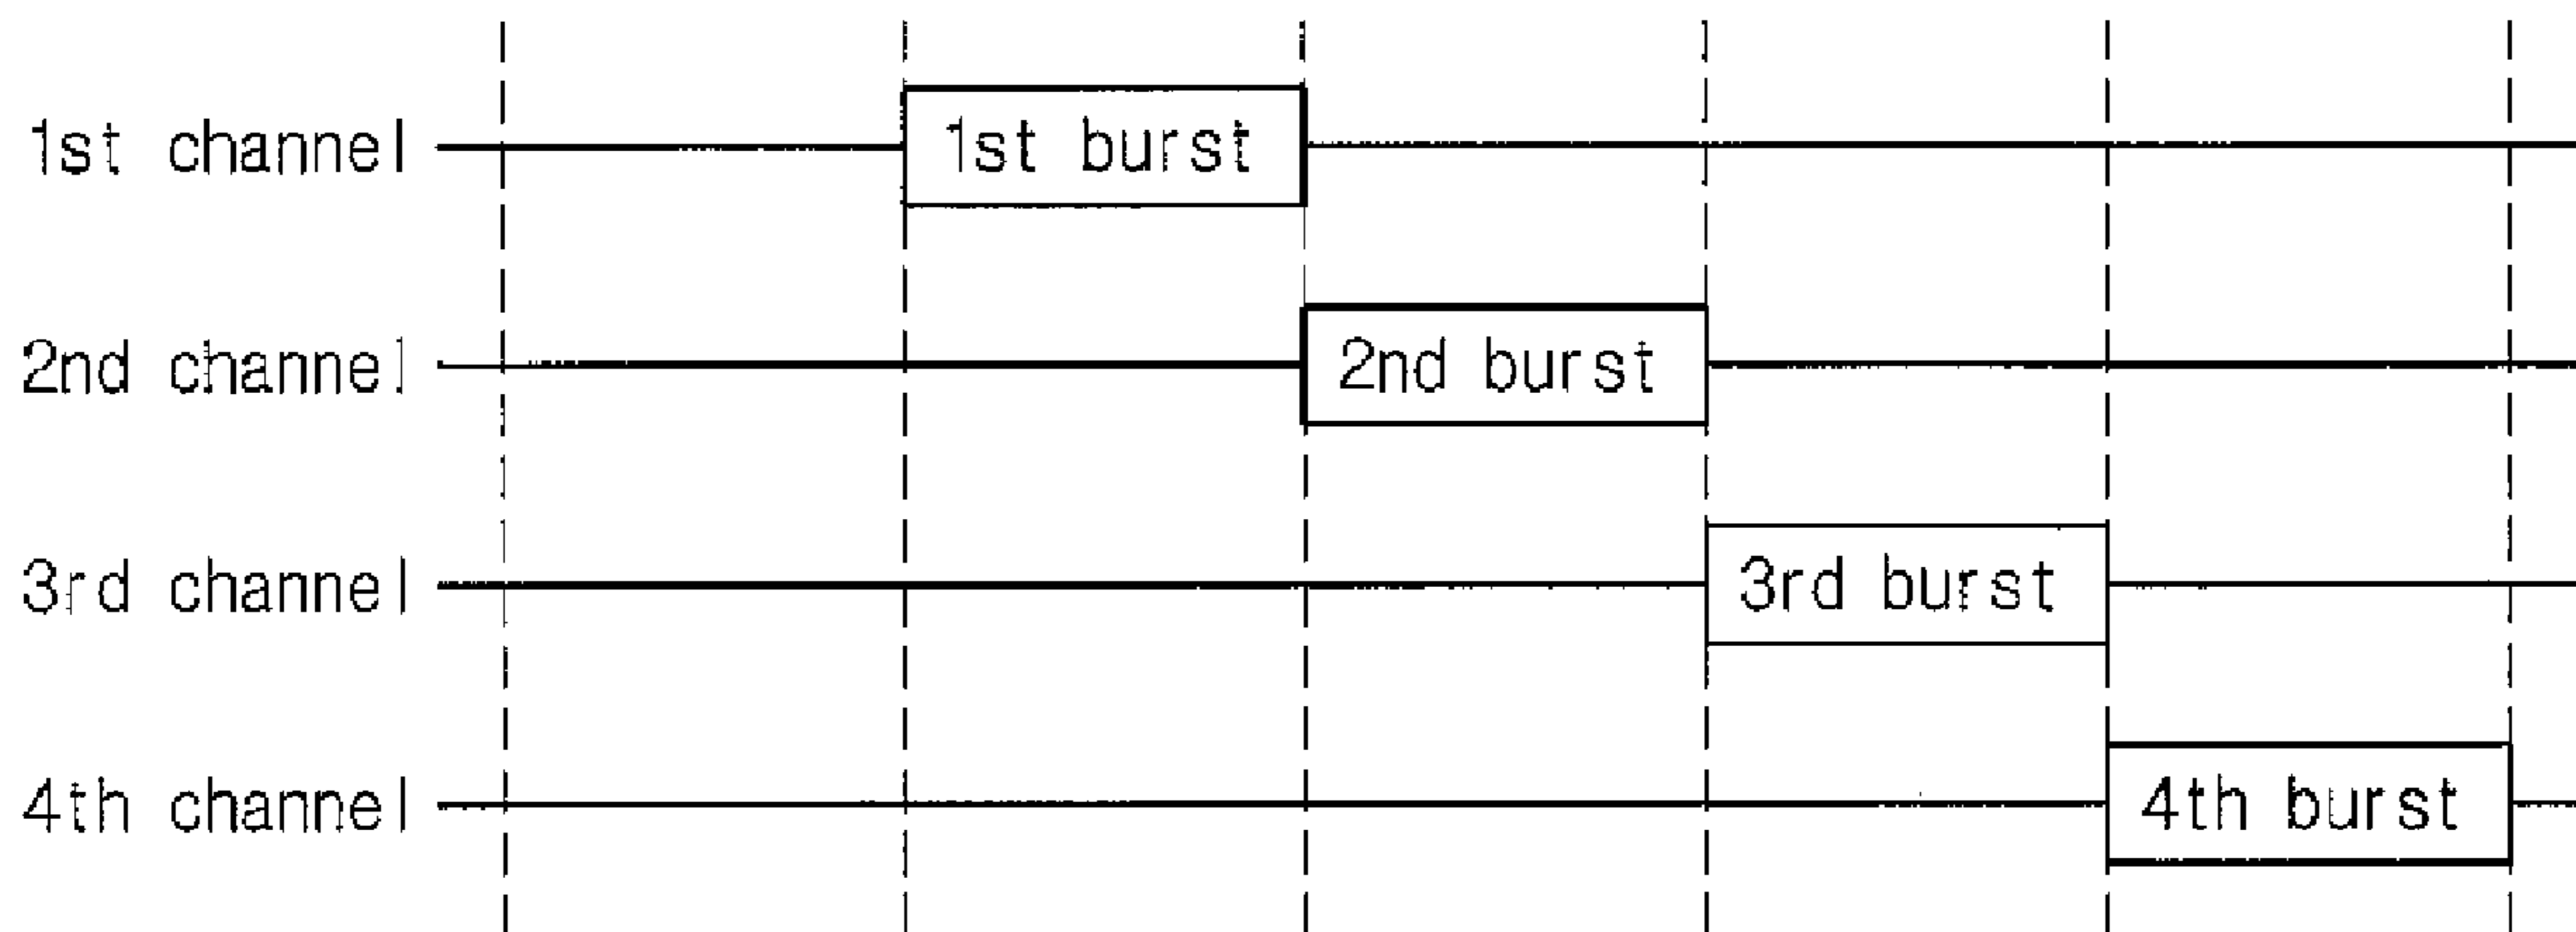 1st channel 1st burst
2nd channel 2nd burst
3rd channel 3rd burst
4th channel 4th burst